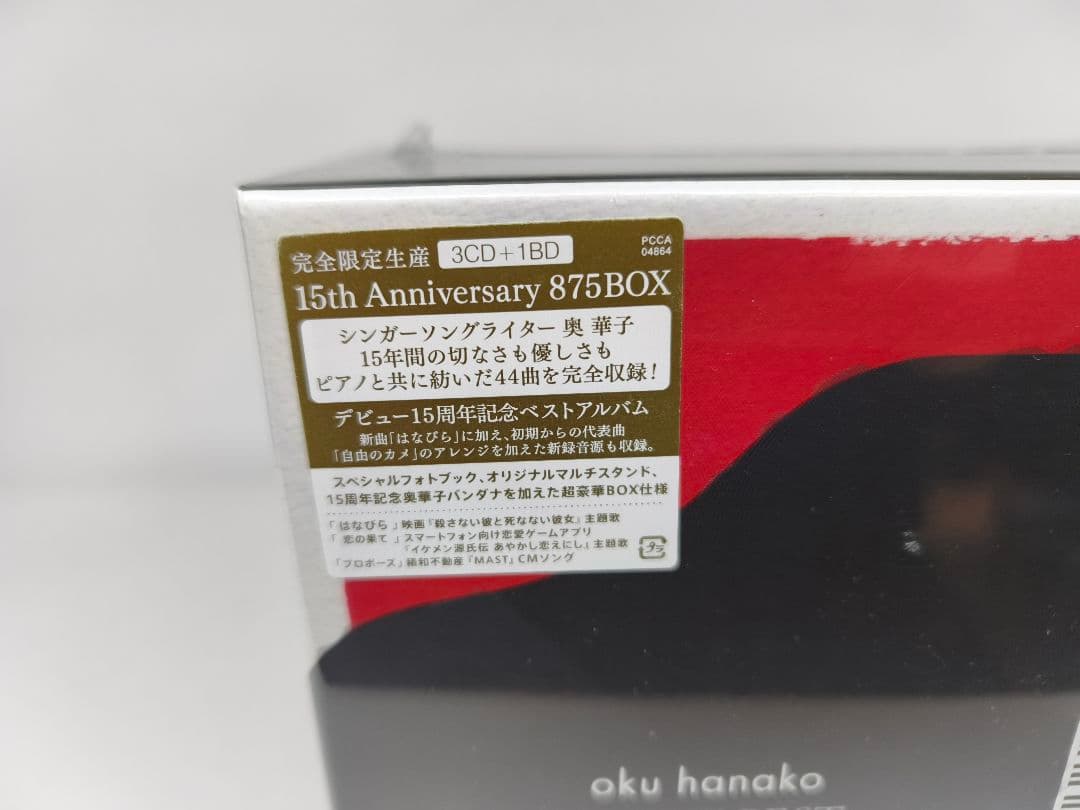 完全限定生産 3CD+1BD PCCA 04864
15th Anniversary 875BOX
シンガーソングライター 奥 華子
15年間の切なさも優しさも
ピアノと共に紡いだ44曲を完全収録!
デビュー15周年記念ベストアルバム
新曲「はなびら」に加え、初期からの代表曲
「自由のカメ」のアレンジを加えた新録音源も収録。
スペシャルフォトブック、オリジナルマルチスタンド、
15周年記念奥華子バンダナを加えた超豪華BOX仕様
「はなびら」映画『殺さない彼と死なない彼女』主題歌
「恋の果て」スマートフォン向け恋愛ゲームアプリ
『イケメン源氏伝 あやかし恋えにし』主題歌
「プロポーズ」積和不動産『MAST』CMソング
oku hanako